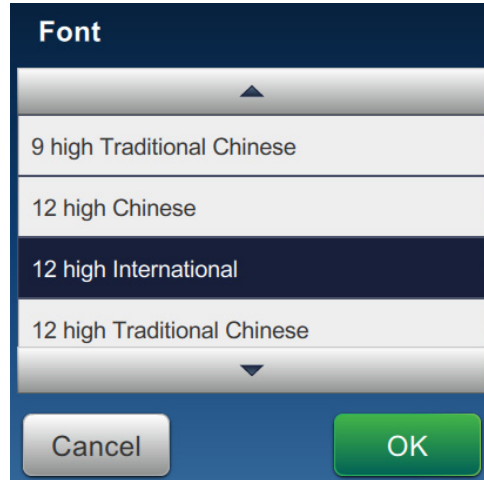 Font
9 high Traditional Chinese
12 high Chinese
12 high International
12 high Traditional Chinese
Cancel
OK